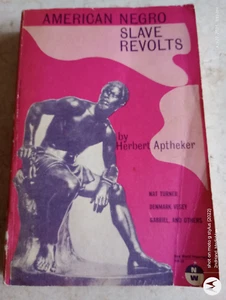 AMERICAN NEGRO
SLAVE
REVOLTS
by
Herbert Aptheker
NAT TURNER
DENMARK VESEY
GABRIEL, AND OTHERS
N
W